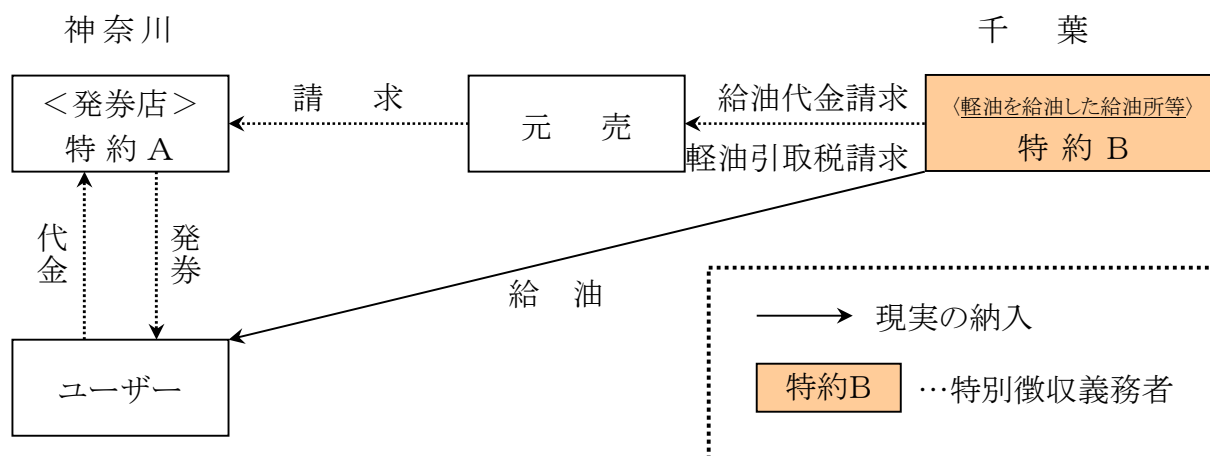 神奈川
千 葉
＜発券店＞
特 約 A
請 求
元 売
給油代金請求
軽油引取税請求
〈軽油を給油した給油所等〉
特 約 B
代金
発券
給 油
ユーザー
現実の納入
特約B
…特別徴収義務者